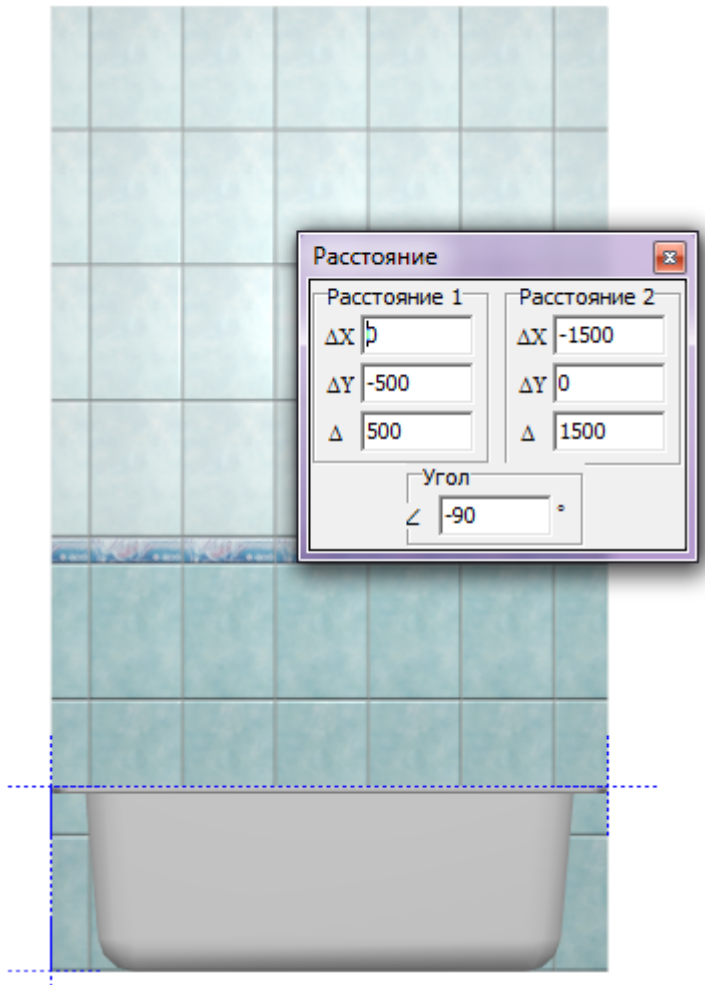 Расстояние
Расстояние 1 Расстояние 2
ΔX 0 ΔX -1500
ΔY -500 ΔY 0
Δ 500 Δ 1500
Угол
∠ -90 °